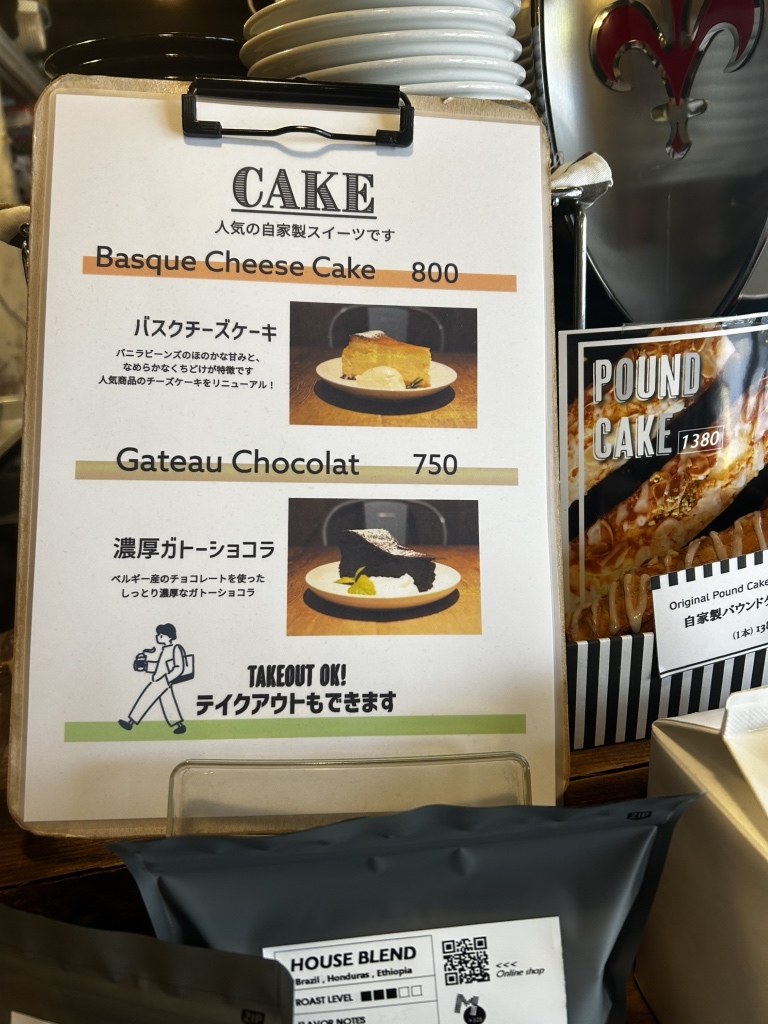 CAKE
人気の自家製スイーツです
Basque Cheese Cake 800
バスクチーズケーキ
バニラビーンズのほのかな甘みと、
なめらかなくちどけが特徴です
人気商品のチーズケーキをリニューアル！
Gateau Chocolat 750
濃厚ガトーショコラ
ベルギー産のチョコレートを使った
しっとり濃厚なガトーショコラ
TAKEOUT OK!
テイクアウトもできます
POUND
CAKE 1380
Original Pound Cake
自家製パウンド
(1本)
ZIP
HOUSE BLEND
Brazil , Honduras , Ethiopia
ROAST LEVEL
FLAVOR NOTES
<<<
Online shop
ZIP